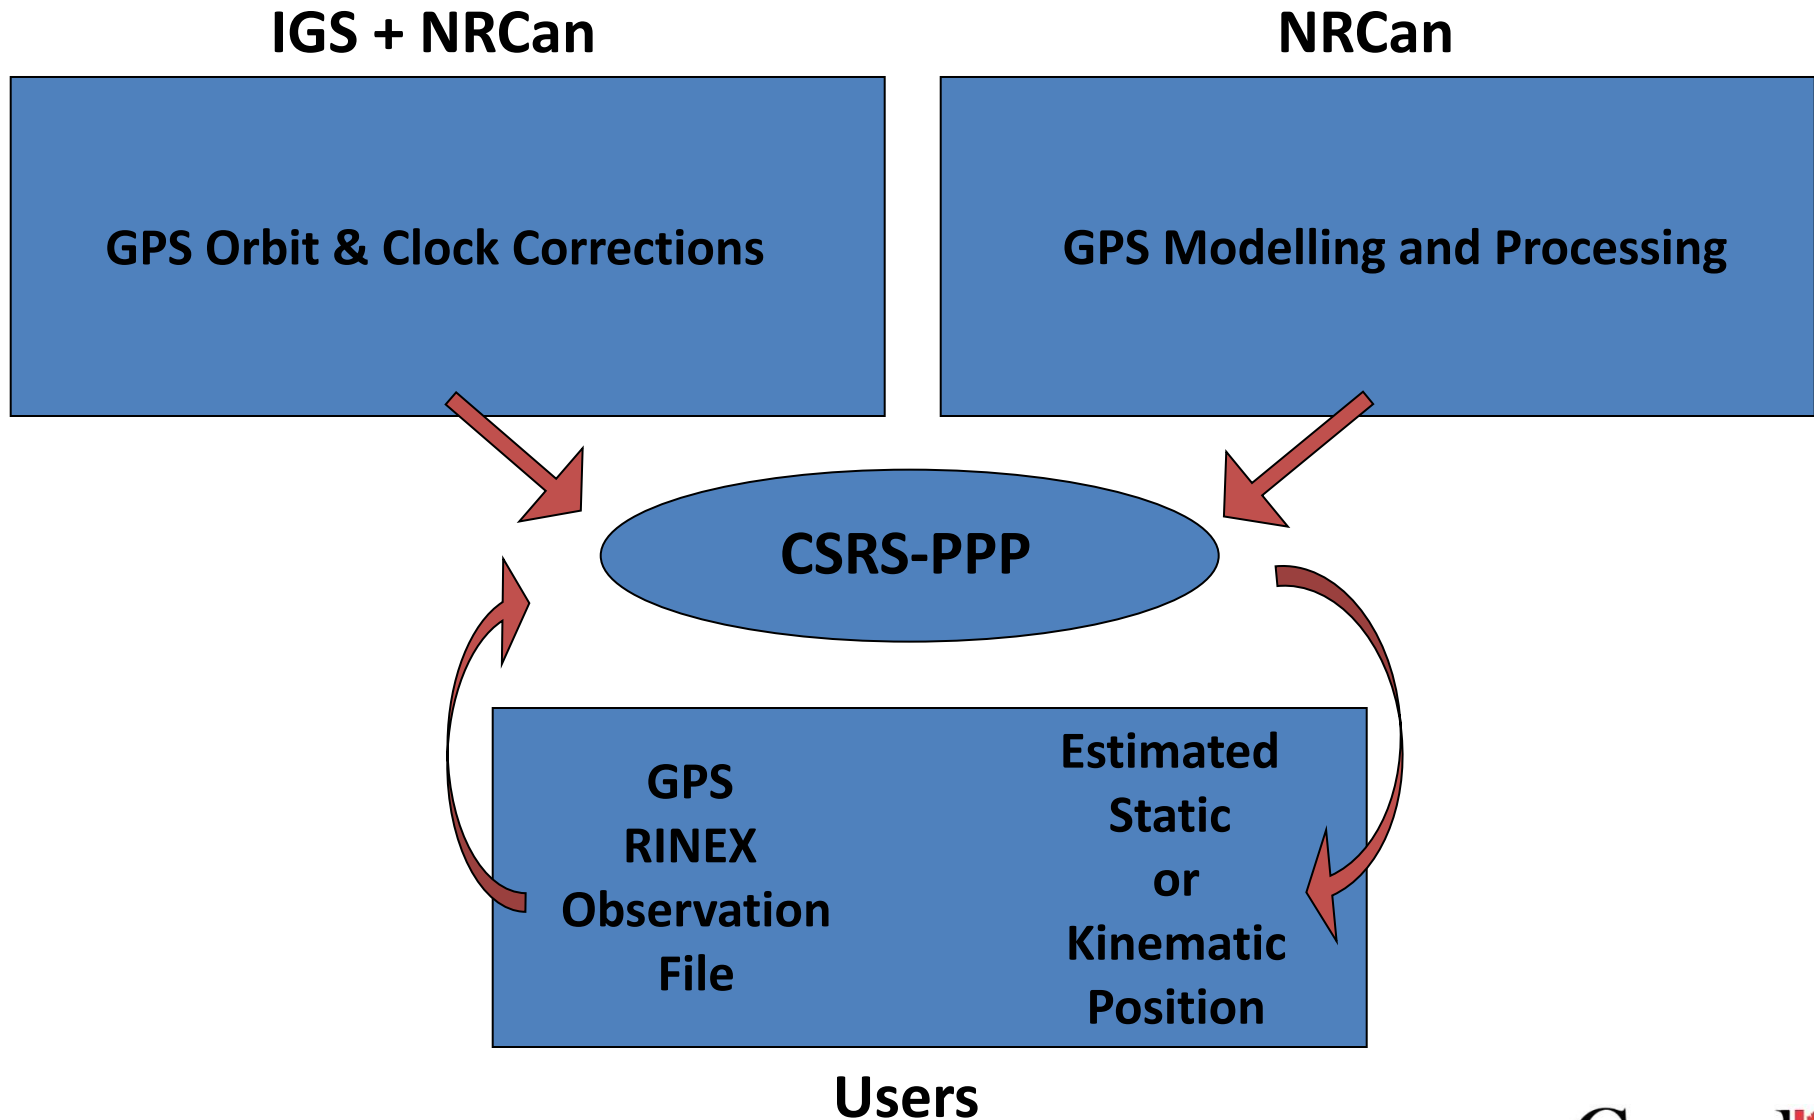 IGS + NRCan
NRCan
GPS Orbit & Clock Corrections
GPS Modelling and Processing
CSRS-PPP
GPS
RINEX
Observation
File
Estimated
Static
or
Kinematic
Position
Users